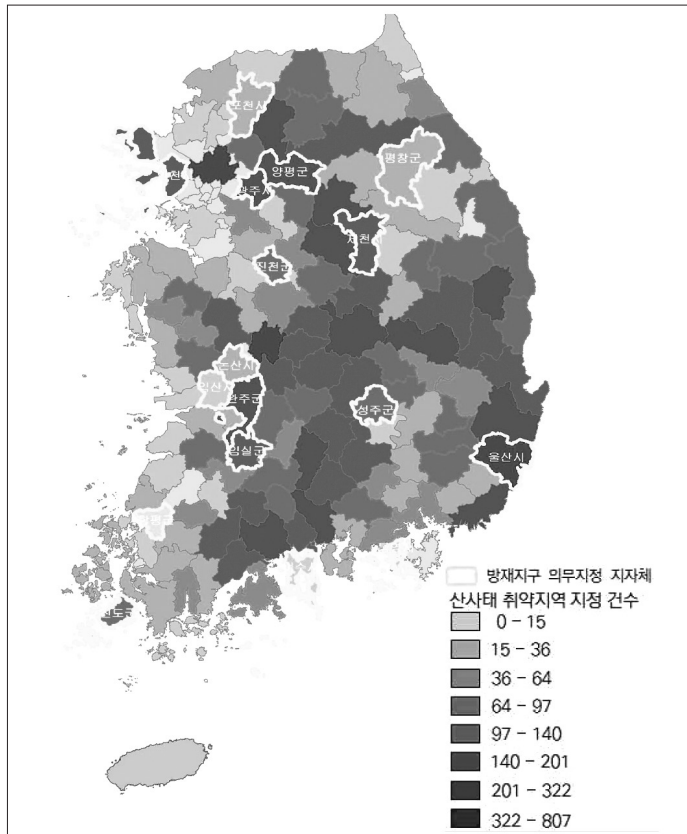 포천시
양평군
평창군
광주시
제천시
진천군
논산시
익산시
완주군
성주군
임실군
울산시
방재지구 의무지정 지자체
산사태 취약지역 지정 건수
0 - 15
15 - 36
36 - 64
64 - 97
97 - 140
140 - 201
201 - 322
322 - 807